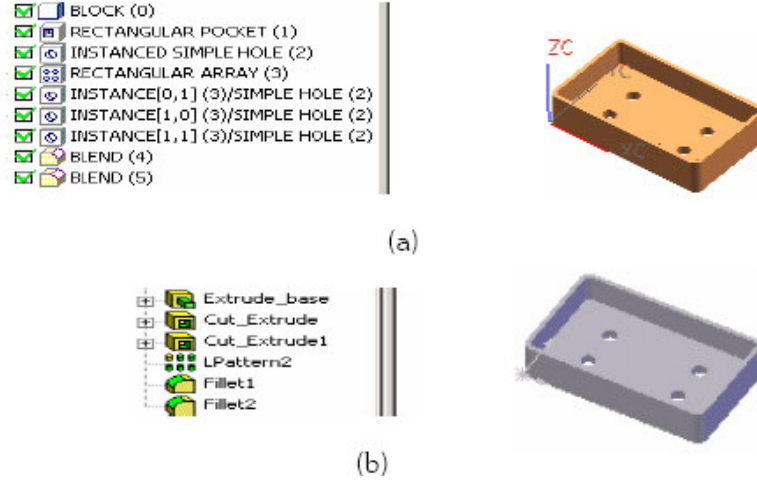 BLOCK (0)
RECTANGULAR POCKET (1)
INSTANCED SIMPLE HOLE (2)
RECTANGULAR ARRAY (3)
INSTANCE[0,1] (3)/SIMPLE HOLE (2)
INSTANCE[1,0] (3)/SIMPLE HOLE (2)
INSTANCE[1,1] (3)/SIMPLE HOLE (2)
BLEND (4)
BLEND (5)
ZC
YC
XC
(a)
Extrude_base
Cut_Extrude
Cut_Extrude1
LPattern2
Fillet1
Fillet2
(b)